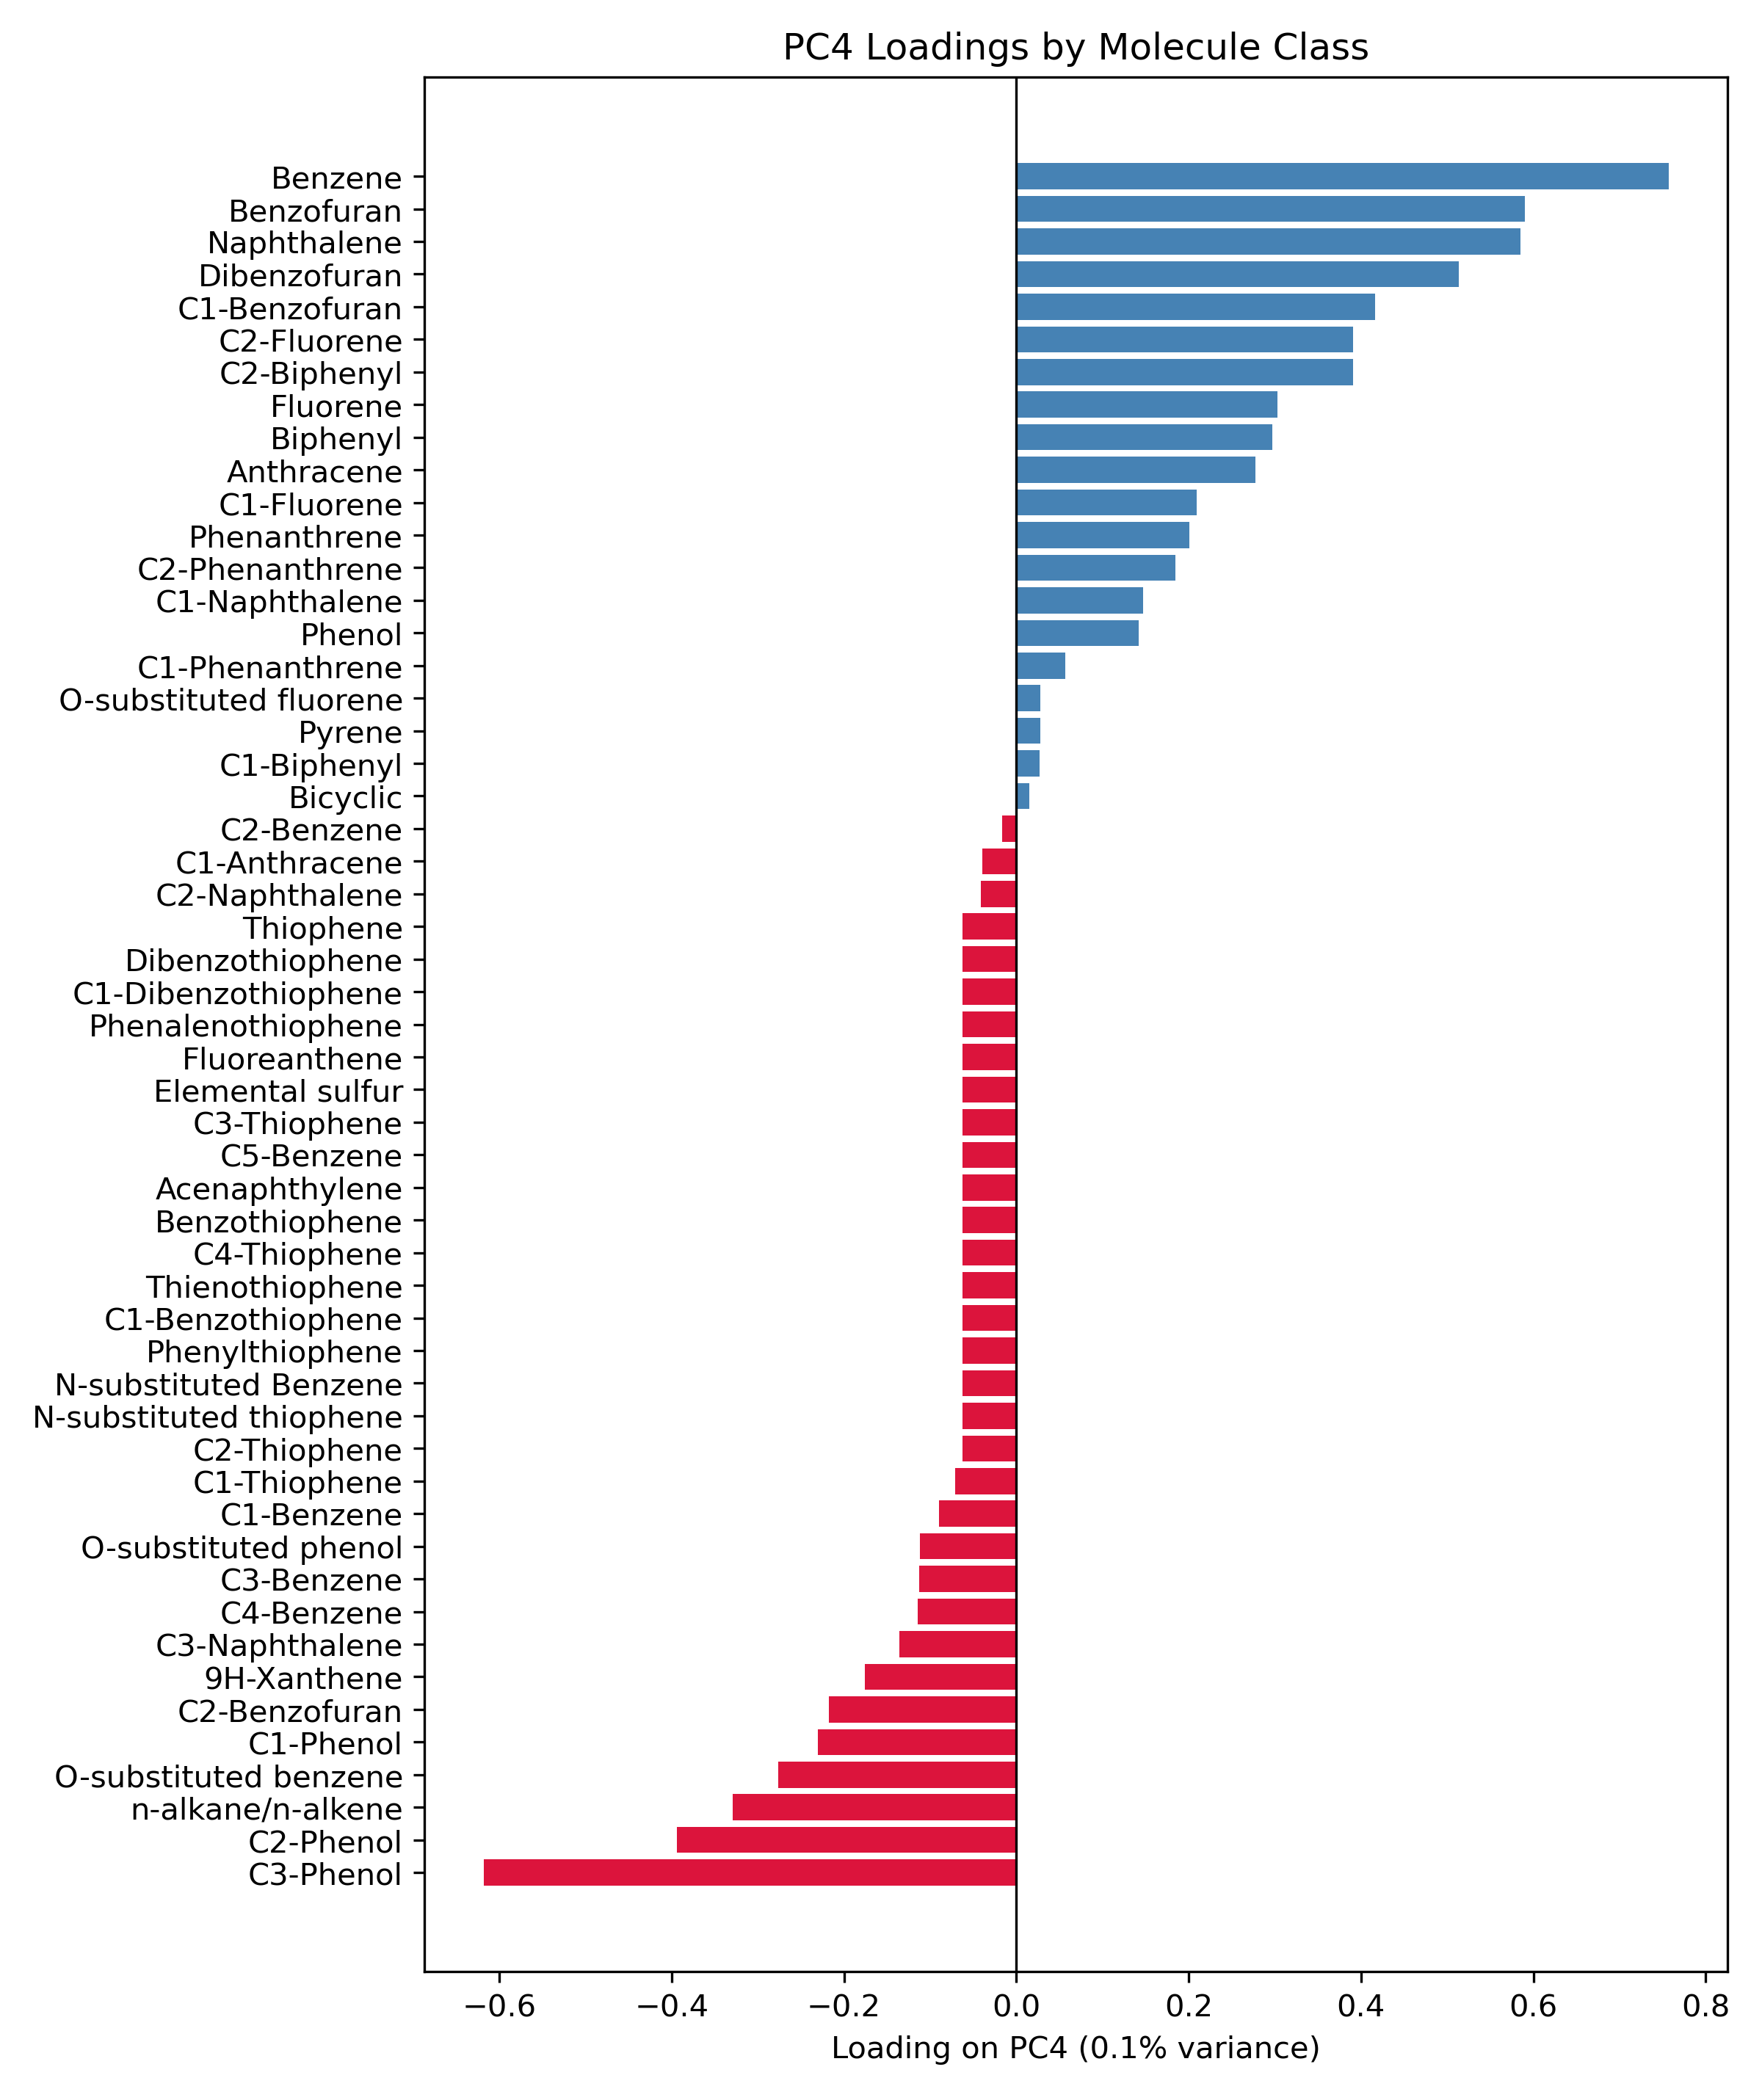 PC4 Loadings by Molecule Class
Benzene
Benzofuran
Naphthalene
Dibenzofuran
C1-Benzofuran
C2-Fluorene
C2-Biphenyl
Fluorene
Biphenyl
Anthracene
C1-Fluorene
Phenanthrene
C2-Phenanthrene
C1-Naphthalene
Phenol
C1-Phenanthrene
O-substituted fluorene
Pyrene
C1-Biphenyl
Bicyclic
C2-Benzene
C1-Anthracene
C2-Naphthalene
Thiophene
Dibenzothiophene
C1-Dibenzothiophene
Phenalenothiophene
Fluoreanthene
Elemental sulfur
C3-Thiophene
C5-Benzene
Acenaphthylene
Benzothiophene
C4-Thiophene
Thienothiophene
C1-Benzothiophene
Phenylthiophene
N-substituted Benzene
N-substituted thiophene
C2-Thiophene
C1-Thiophene
C1-Benzene
O-substituted phenol
C3-Benzene
C4-Benzene
C3-Naphthalene
9H-Xanthene
C2-Benzofuran
C1-Phenol
O-substituted benzene
n-alkane/n-alkene
C2-Phenol
C3-Phenol
−0.6 −0.4 −0.2 0.0 0.2 0.4 0.6 0.8
Loading on PC4 (0.1% variance)